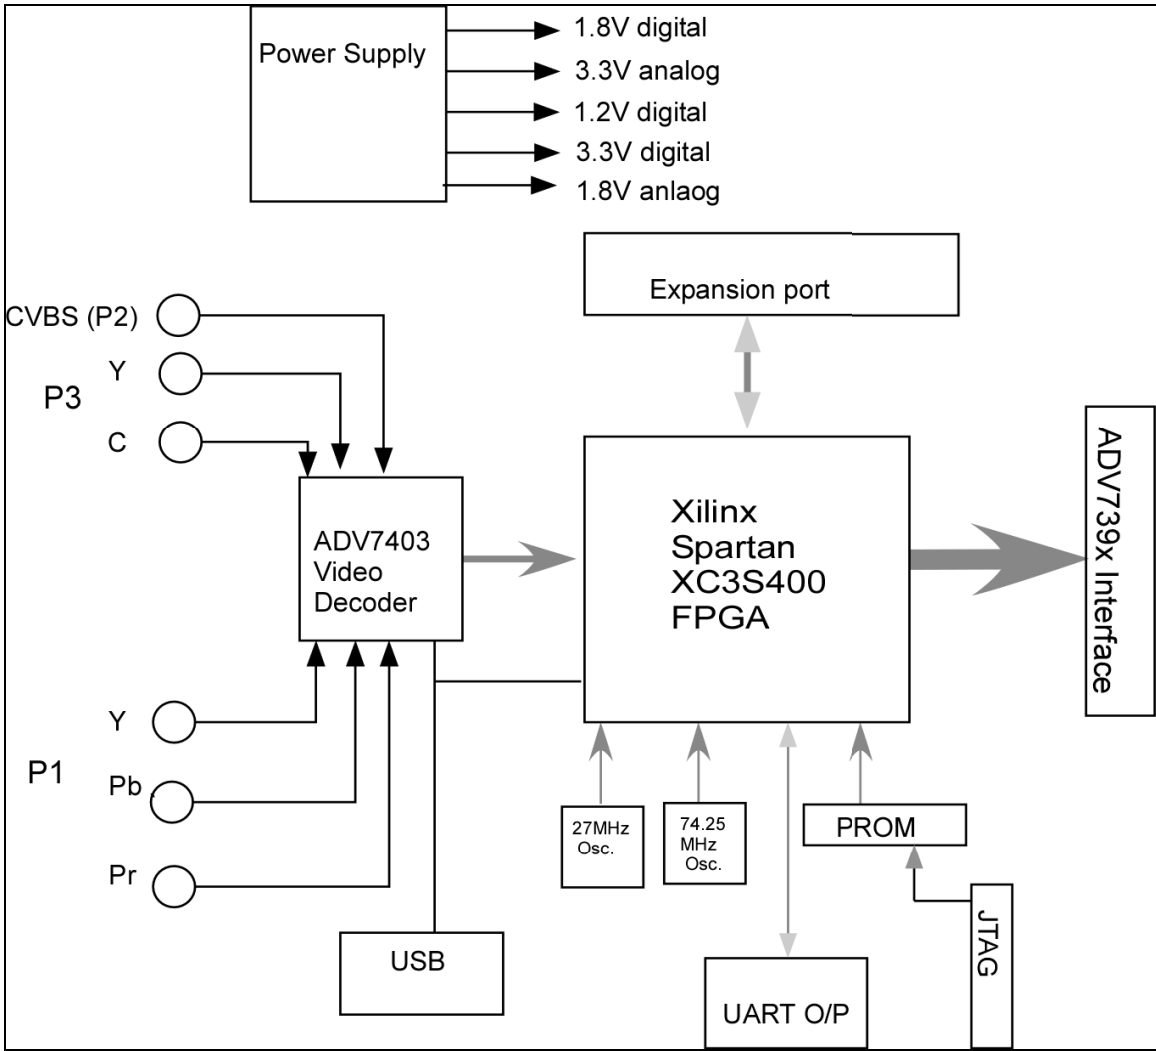 Power Supply
1.8V digital
3.3V analog
1.2V digital
3.3V digital
1.8V anlaog
Expansion port
CVBS (P2)
Y
P3
C
ADV7403
Video
Decoder
Xilinx
Spartan
XC3S400
FPGA
ADV739x Interface
Y
P1
Pb
Pr
27MHz
Osc.
74.25
MHz
Osc.
PROM
JTAG
USB
UART O/P